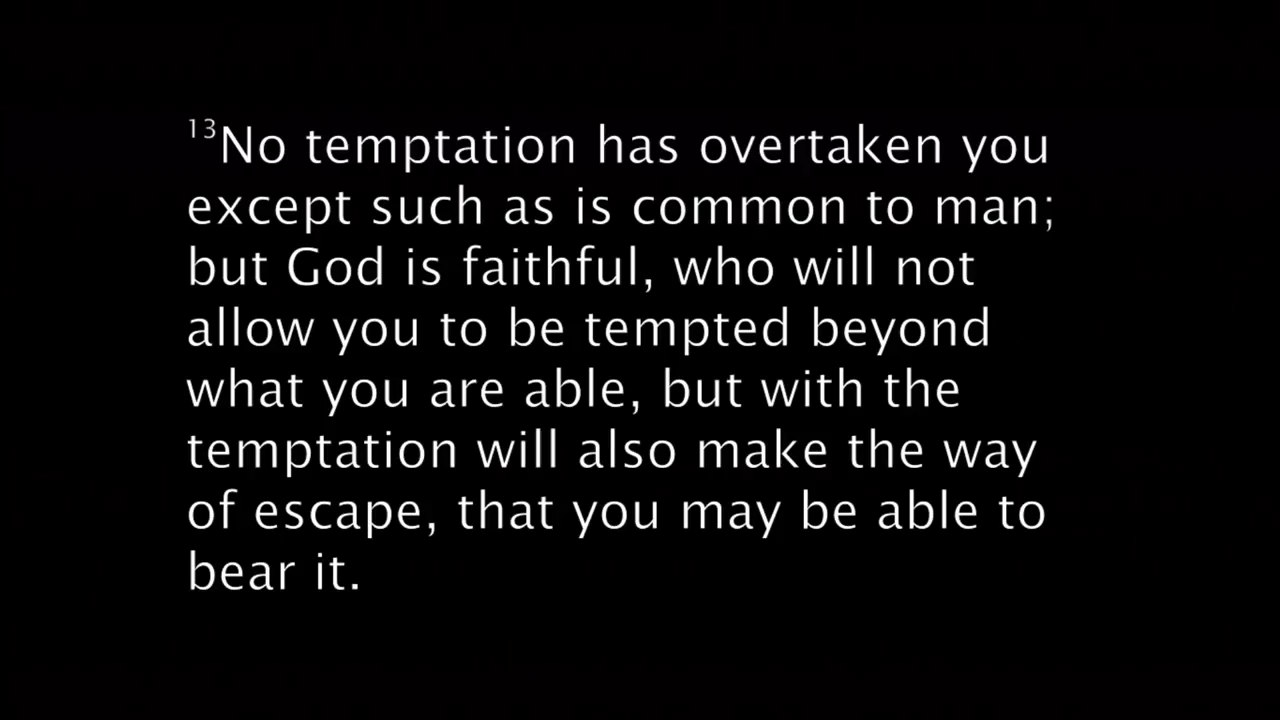 13No temptation has overtaken you
except such as is common to man;
but God is faithful, who will not
allow you to be tempted beyond
what you are able, but with the
temptation will also make the way
of escape, that you may be able to
bear it.